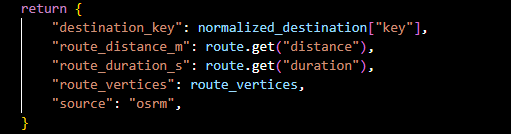 return {
    "destination_key": normalized_destination["key"],
    "route_distance_m": route.get("distance"),
    "route_duration_s": route.get("duration"),
    "route_vertices": route_vertices,
    "source": "osrm",
}